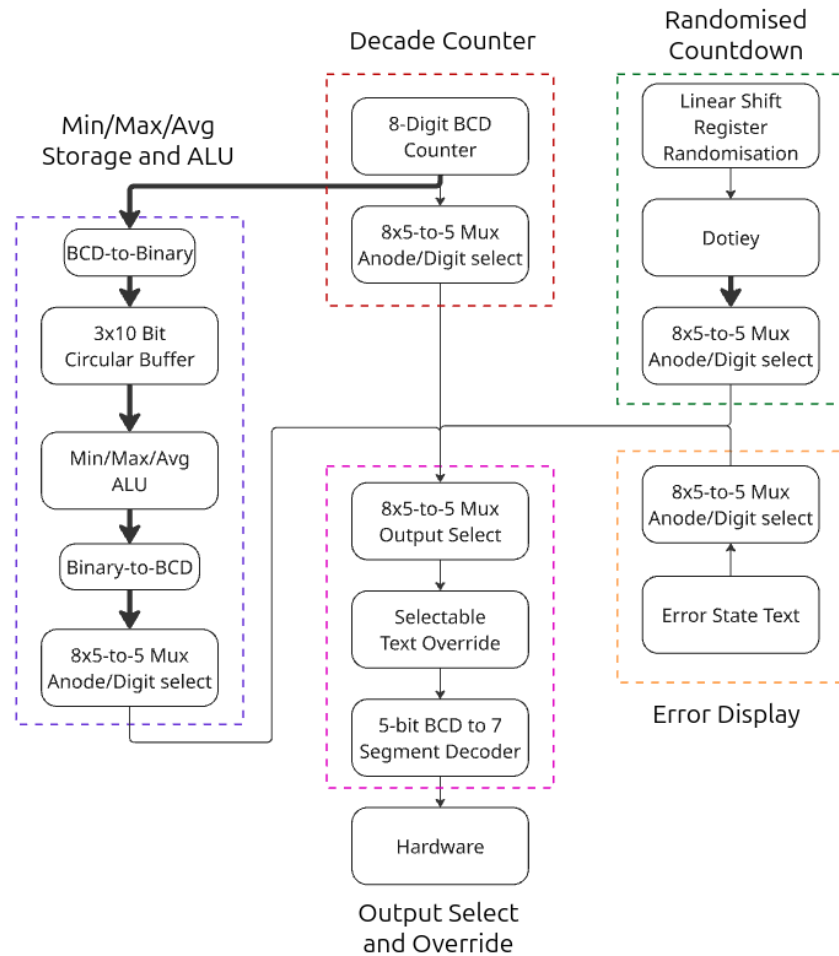 Decade Counter
8-Digit BCD
Counter
8x5-to-5 Mux
Anode/Digit select
Randomised
Countdown
Linear Shift
Register
Randomisation
Dotiey
8x5-to-5 Mux
Anode/Digit select
Min/Max/Avg
Storage and ALU
BCD-to-Binary
3x10 Bit
Circular Buffer
Min/Max/Avg
ALU
Binary-to-BCD
8x5-to-5 Mux
Anode/Digit select
8x5-to-5 Mux
Output Select
Selectable
Text Override
5-bit BCD to 7
Segment Decoder
Hardware
Output Select
and Override
8x5-to-5 Mux
Anode/Digit select
Error State Text
Error Display